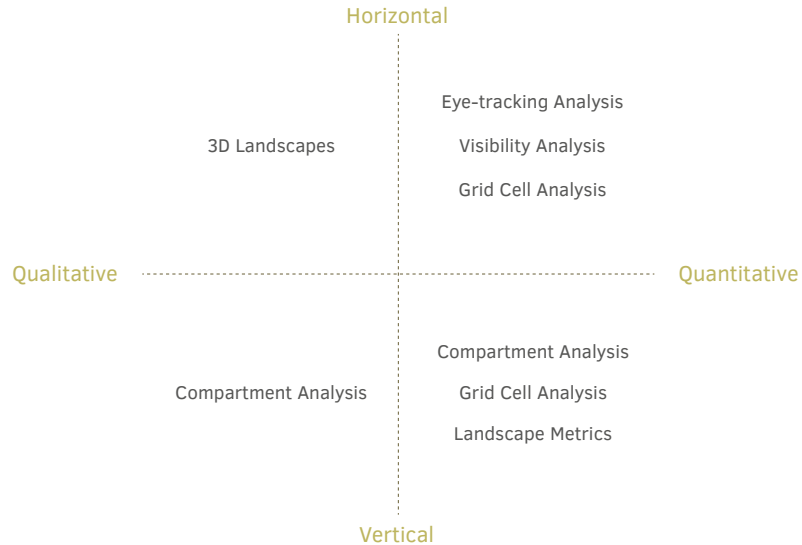 Horizontal
Eye-tracking Analysis
3D Landscapes
Visibility Analysis
Grid Cell Analysis
Qualitative
Quantitative
Compartment Analysis
Compartment Analysis
Grid Cell Analysis
Landscape Metrics
Vertical